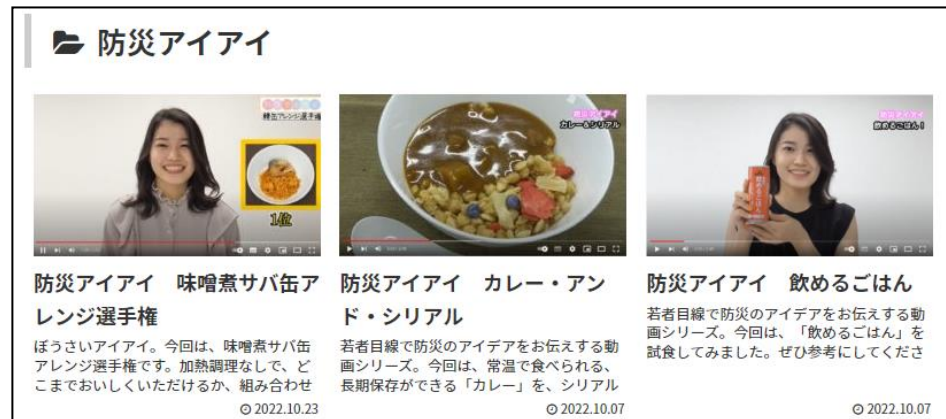 防災アイアイ
1位
防災アイアイ
カレー&シリアル
防災アイアイ
飲めるごはん!
飲めるごはん
防災アイアイ 味噌煮サバ缶ア
レンジ選手権
ぼうさいアイアイ。今回は、味噌煮サバ缶
アレンジ選手権です。加熱調理なしで、ど
こまでおいしくいただけるか、組み合わせ
2022.10.23
防災アイアイ カレー・アン
ド・シリアル
若者目線で防災のアイデアをお伝えする動
画シリーズ。今回は、常温で食べられる、
長期保存ができる「カレー」を、シリアル
2022.10.07
防災アイアイ 飲めるごはん
若者目線で防災のアイデアをお伝えする動
画シリーズ。今回は、「飲めるごはん」を
試食してみました。ぜひ参考にしてくださ
2022.10.07